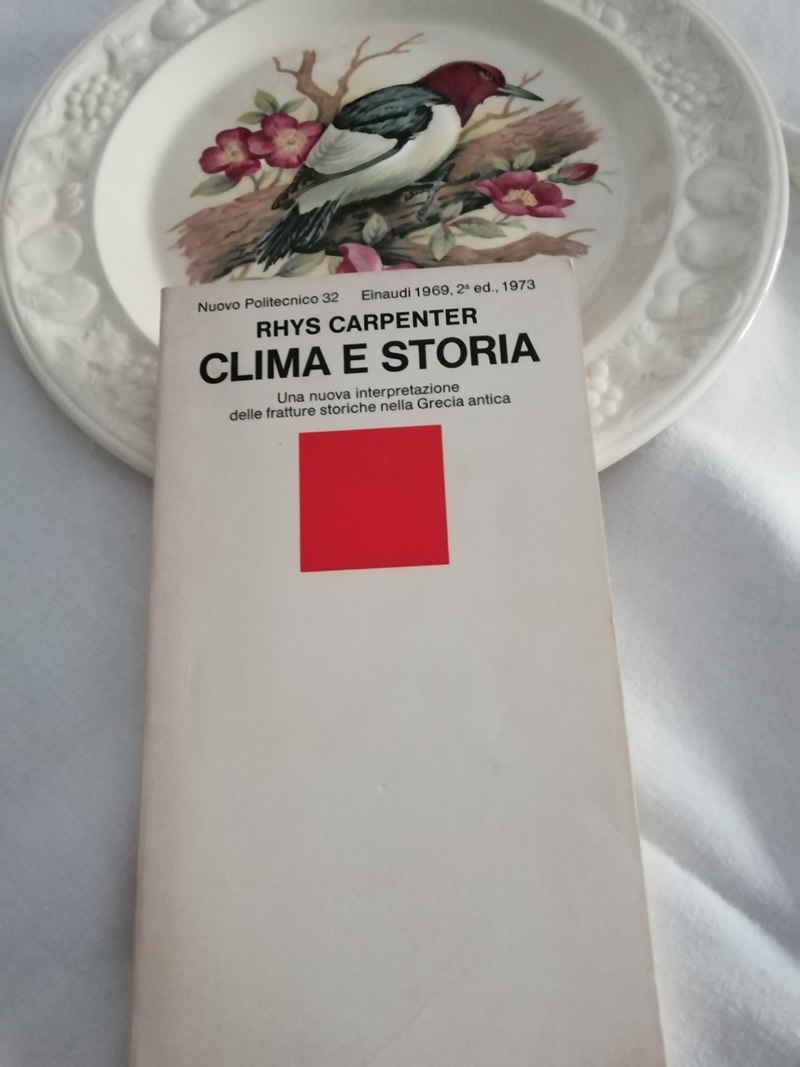 Nuovo Politecnico 32 Einaudi 1969, 2ª ed., 1973
RHYS CARPENTER
CLIMA E STORIA
Una nuova interpretazione
delle fratture storiche nella Grecia antica